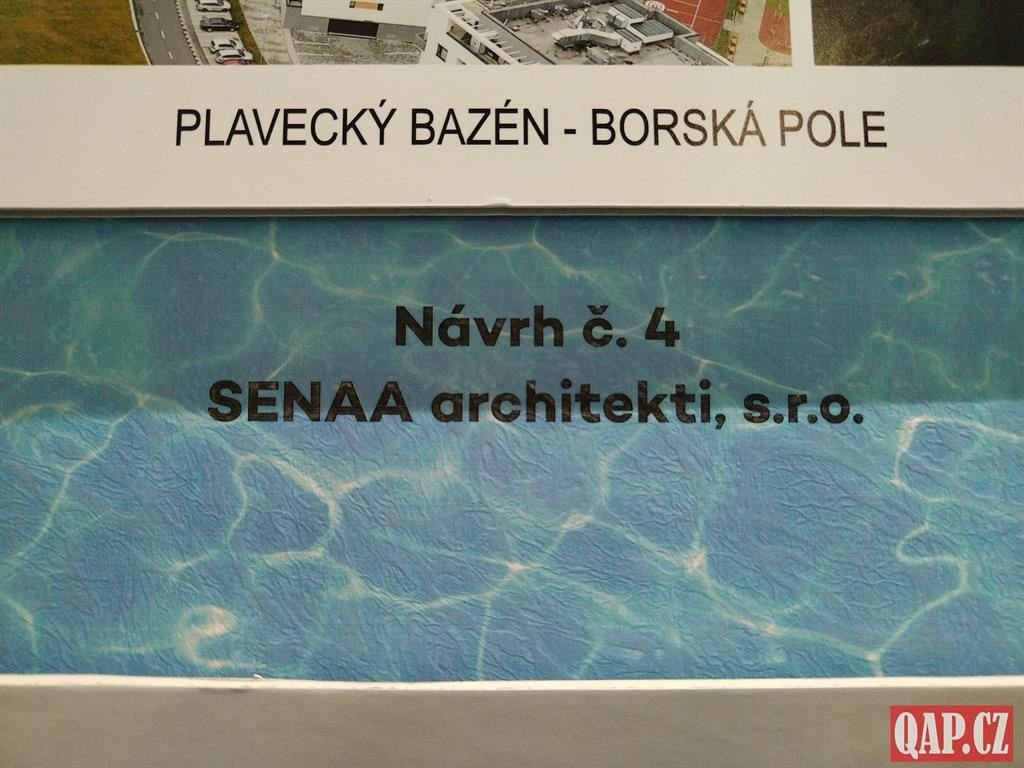 PLAVECKÝ BAZÉN - BORSKÁ POLE
Návrh č. 4
SENAA architekti, s.r.o.
QAP.CZ